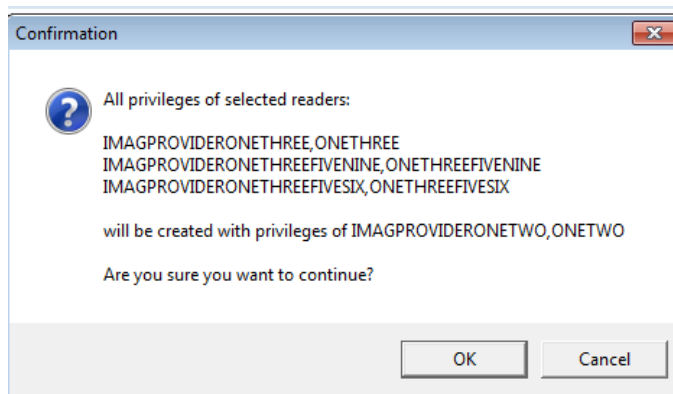 Confirmation
All privileges of selected readers:
IMAGPROVIDERONETHREE,ONETHREE
IMAGPROVIDERONETHREEFIVENINE,ONETHREEFIVENINE
IMAGPROVIDERONETHREEFIVESIX,ONETHREEFIVESIX
will be created with privileges of IMAGPROVIDERONETWO,ONETWO
Are you sure you want to continue?
OK
Cancel